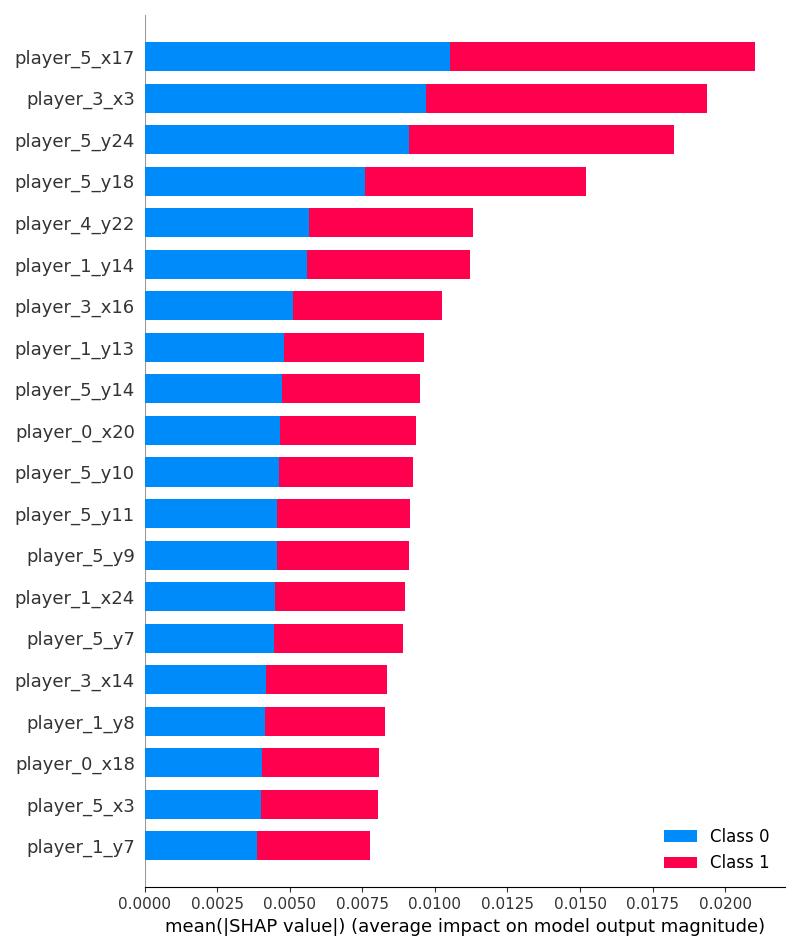 player_5_x17
player_3_x3
player_5_y24
player_5_y18
player_4_y22
player_1_y14
player_3_x16
player_1_y13
player_5_y14
player_0_x20
player_5_y10
player_5_y11
player_5_y9
player_1_x24
player_5_y7
player_3_x14
player_1_y8
player_0_x18
player_5_x3
player_1_y7
Class 0
Class 1
0.0000 0.0025 0.0050 0.0075 0.0100 0.0125 0.0150 0.0175 0.0200
mean(|SHAP value|) (average impact on model output magnitude)